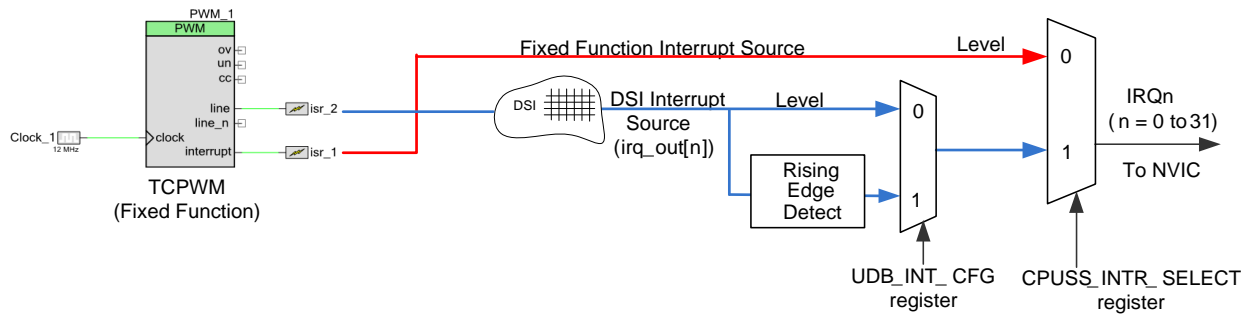 PWM_1
PWM
ov
un
cc
line
line_n
clock
interrupt
Clock_1
12 MHz
isr_2
isr_1
TCPWM
(Fixed Function)
Fixed Function Interrupt Source
Level
DSI
DSI Interrupt
Source
(irq_out[n])
Level
Rising
Edge
Detect
0
1
0
1
IRQn
( n = 0 to 31)
To NVIC
UDB_INT_ CFG
register
CPUSS_INTR_ SELECT
register